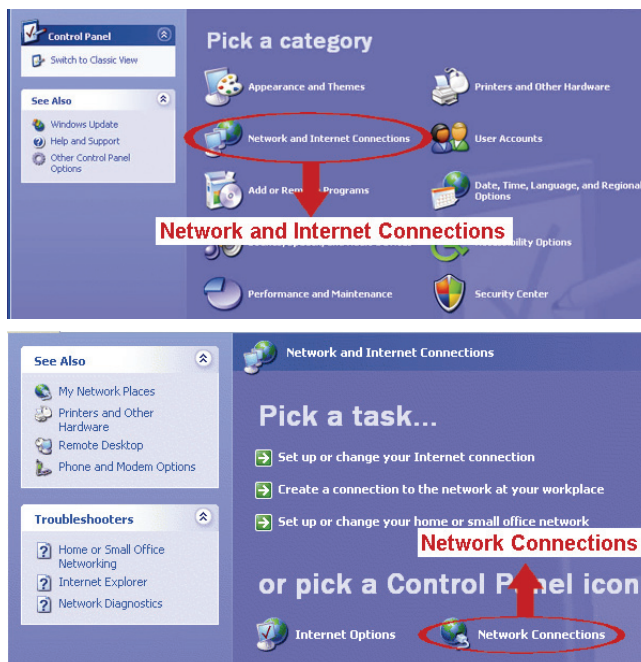 Control Panel
Switch to Classic View
See Also
Windows Update
Help and Support
Other Control Panel
Options
Pick a category
Appearance and Themes
Printers and Other Hardware
Network and Internet Connections
User Accounts
Add or Programs
Date, Time, Language, and Regional
Options
Network and Internet Connections
Options
Performance and Maintenance
Security Center
See Also
My Network Places
Printers and Other
Hardware
Remote Desktop
Phone and Modem Options
Troubleshooters
Home or Small Office
Networking
Internet Explorer
Network Diagnostics
Network and Internet Connections
Pick a task...
Set up or change your Internet connection
Create a connection to the network at your workplace
Set up or change your home or small office network
Network Connections
or pick a Control Panel icon
Internet Options
Network Connections